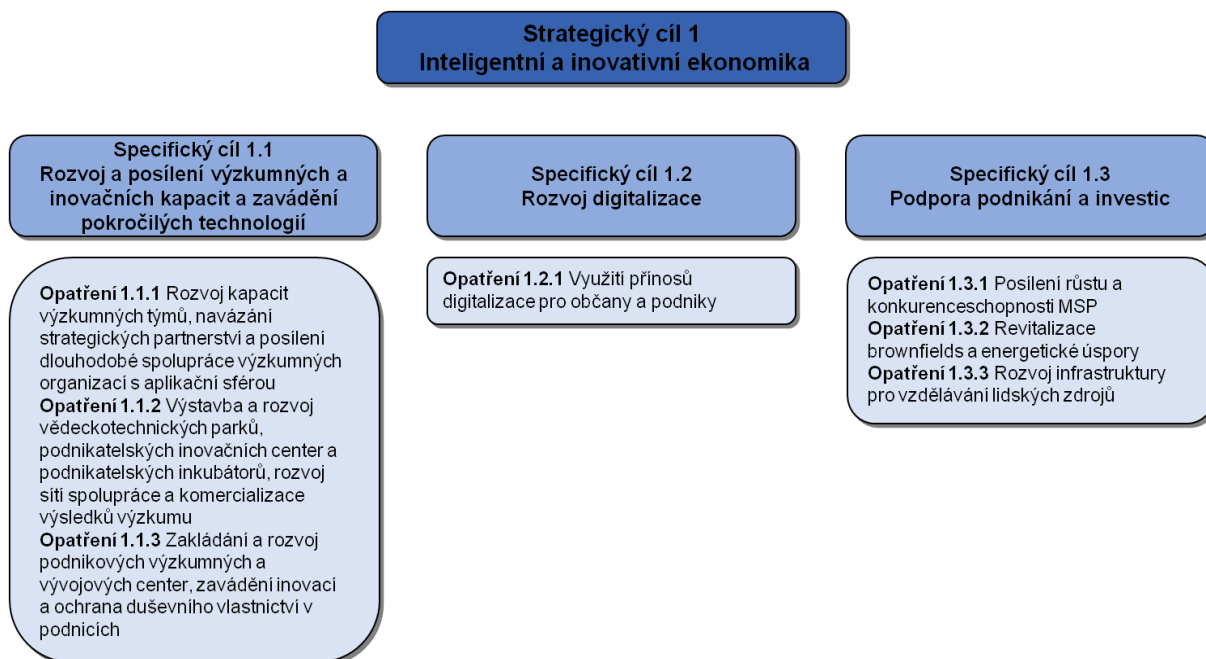 Strategický cíl 1
Inteligentní a inovativní ekonomika
Specifický cíl 1.1
Rozvoj a posílení výzkumných a
inovačních kapacit a zavádění
pokročilých technologií
Opatření 1.1.1 Rozvoj kapacit
výzkumných týmů, navázání
strategických partnerství a posílení
dlouhodobé spolupráce výzkumných
organizací s aplikační sférou
Opatření 1.1.2 Výstavba a rozvoj
vědeckotechnických parků,
podnikatelských inovačních center a
podnikatelských inkubátorů, rozvoj
síti spolupráce a komercializace
výsledků výzkumu
Opatření 1.1.3 Zakládání a rozvoj
podnikových výzkumných a
vývojových center, zavádění inovací
a ochrana duševního vlastnictví v
podnicích
Specifický cíl 1.2
Rozvoj digitalizace
Opatření 1.2.1 Využití přínosů
digitalizace pro občany a podniky
Specifický cíl 1.3
Podpora podnikání a investic
Opatření 1.3.1 Posílení růstu a
konkurenceschopnosti MSP
Opatření 1.3.2 Revitalizace
brownfields a energetické úspory
Opatření 1.3.3 Rozvoj infrastruktury
pro vzdělávání lidských zdrojů